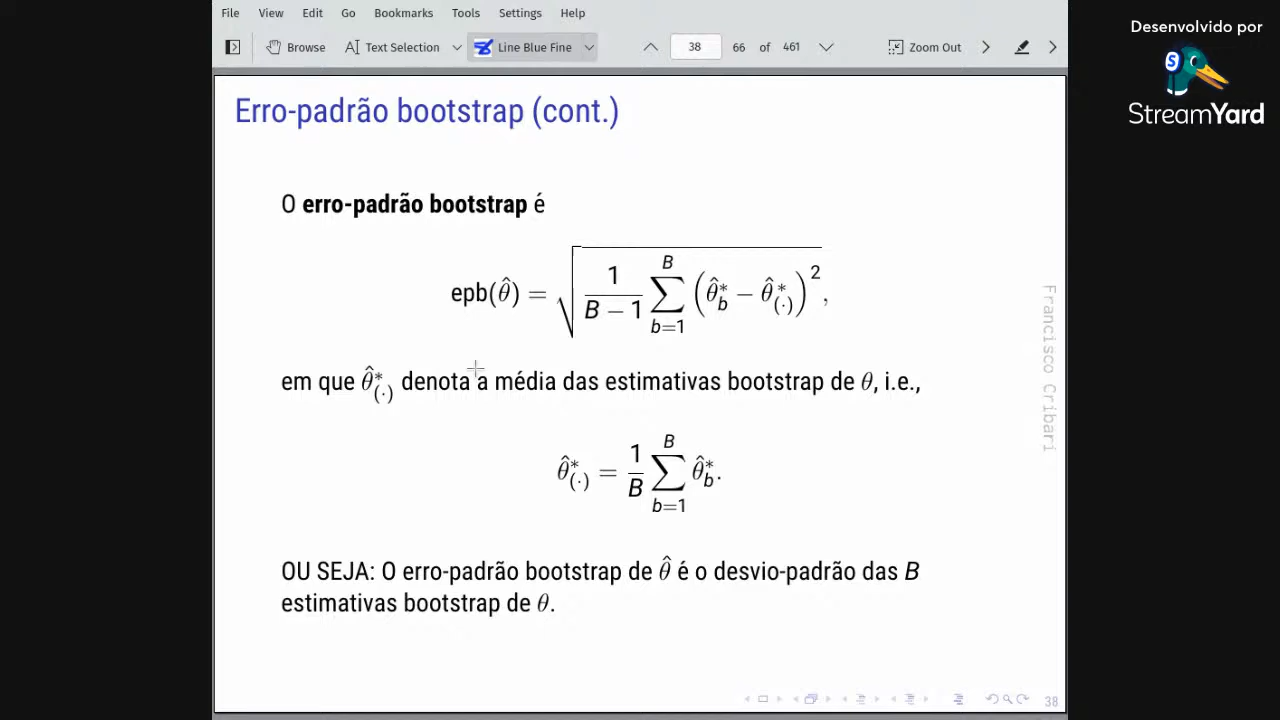 File View Edit Go Bookmarks Tools Settings Help
Browse Text Selection Line Blue Fine 38 66 of 461 Zoom Out
Desenvolvido por
StreamYard
Erro-padrão bootstrap (cont.)
O erro-padrão bootstrap é
epb(θ̂) = √(1/(B − 1) ∑_{b=1}^{B} (θ̂*_b − θ̂*_(·))²),
em que θ̂*_(·) denota a média das estimativas bootstrap de θ, i.e.,
θ̂*_(·) = 1/B ∑_{b=1}^{B} θ̂*_b.
OU SEJA: O erro-padrão bootstrap de θ̂ é o desvio-padrão das B
estimativas bootstrap de θ.
Francisco Cribari
38